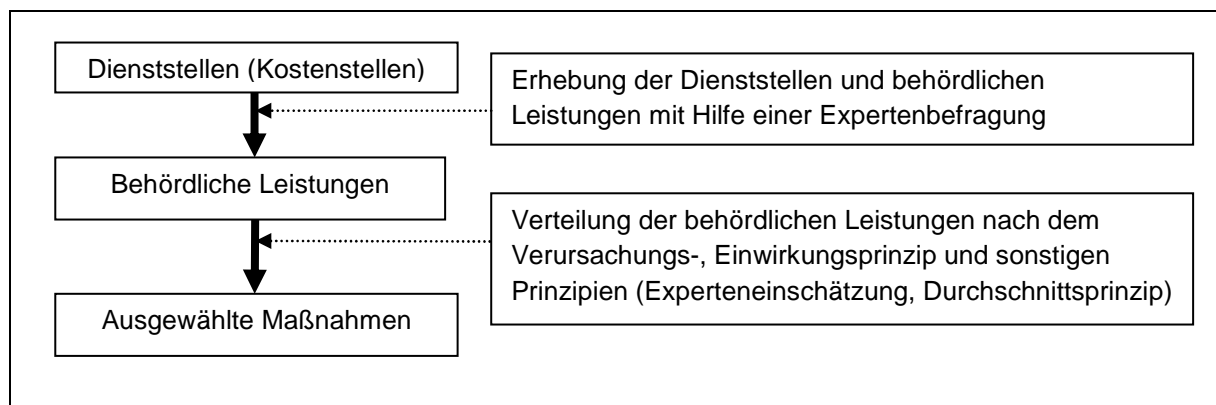 Dienststellen (Kostenstellen)
Erhebung der Dienststellen und behördlichen
Leistungen mit Hilfe einer Expertenbefragung
Behördliche Leistungen
Verteilung der behördlichen Leistungen nach dem
Verursachungs-, Einwirkungsprinzip und sonstigen
Prinzipien (Experteneinschätzung, Durchschnittsprinzip)
Ausgewählte Maßnahmen